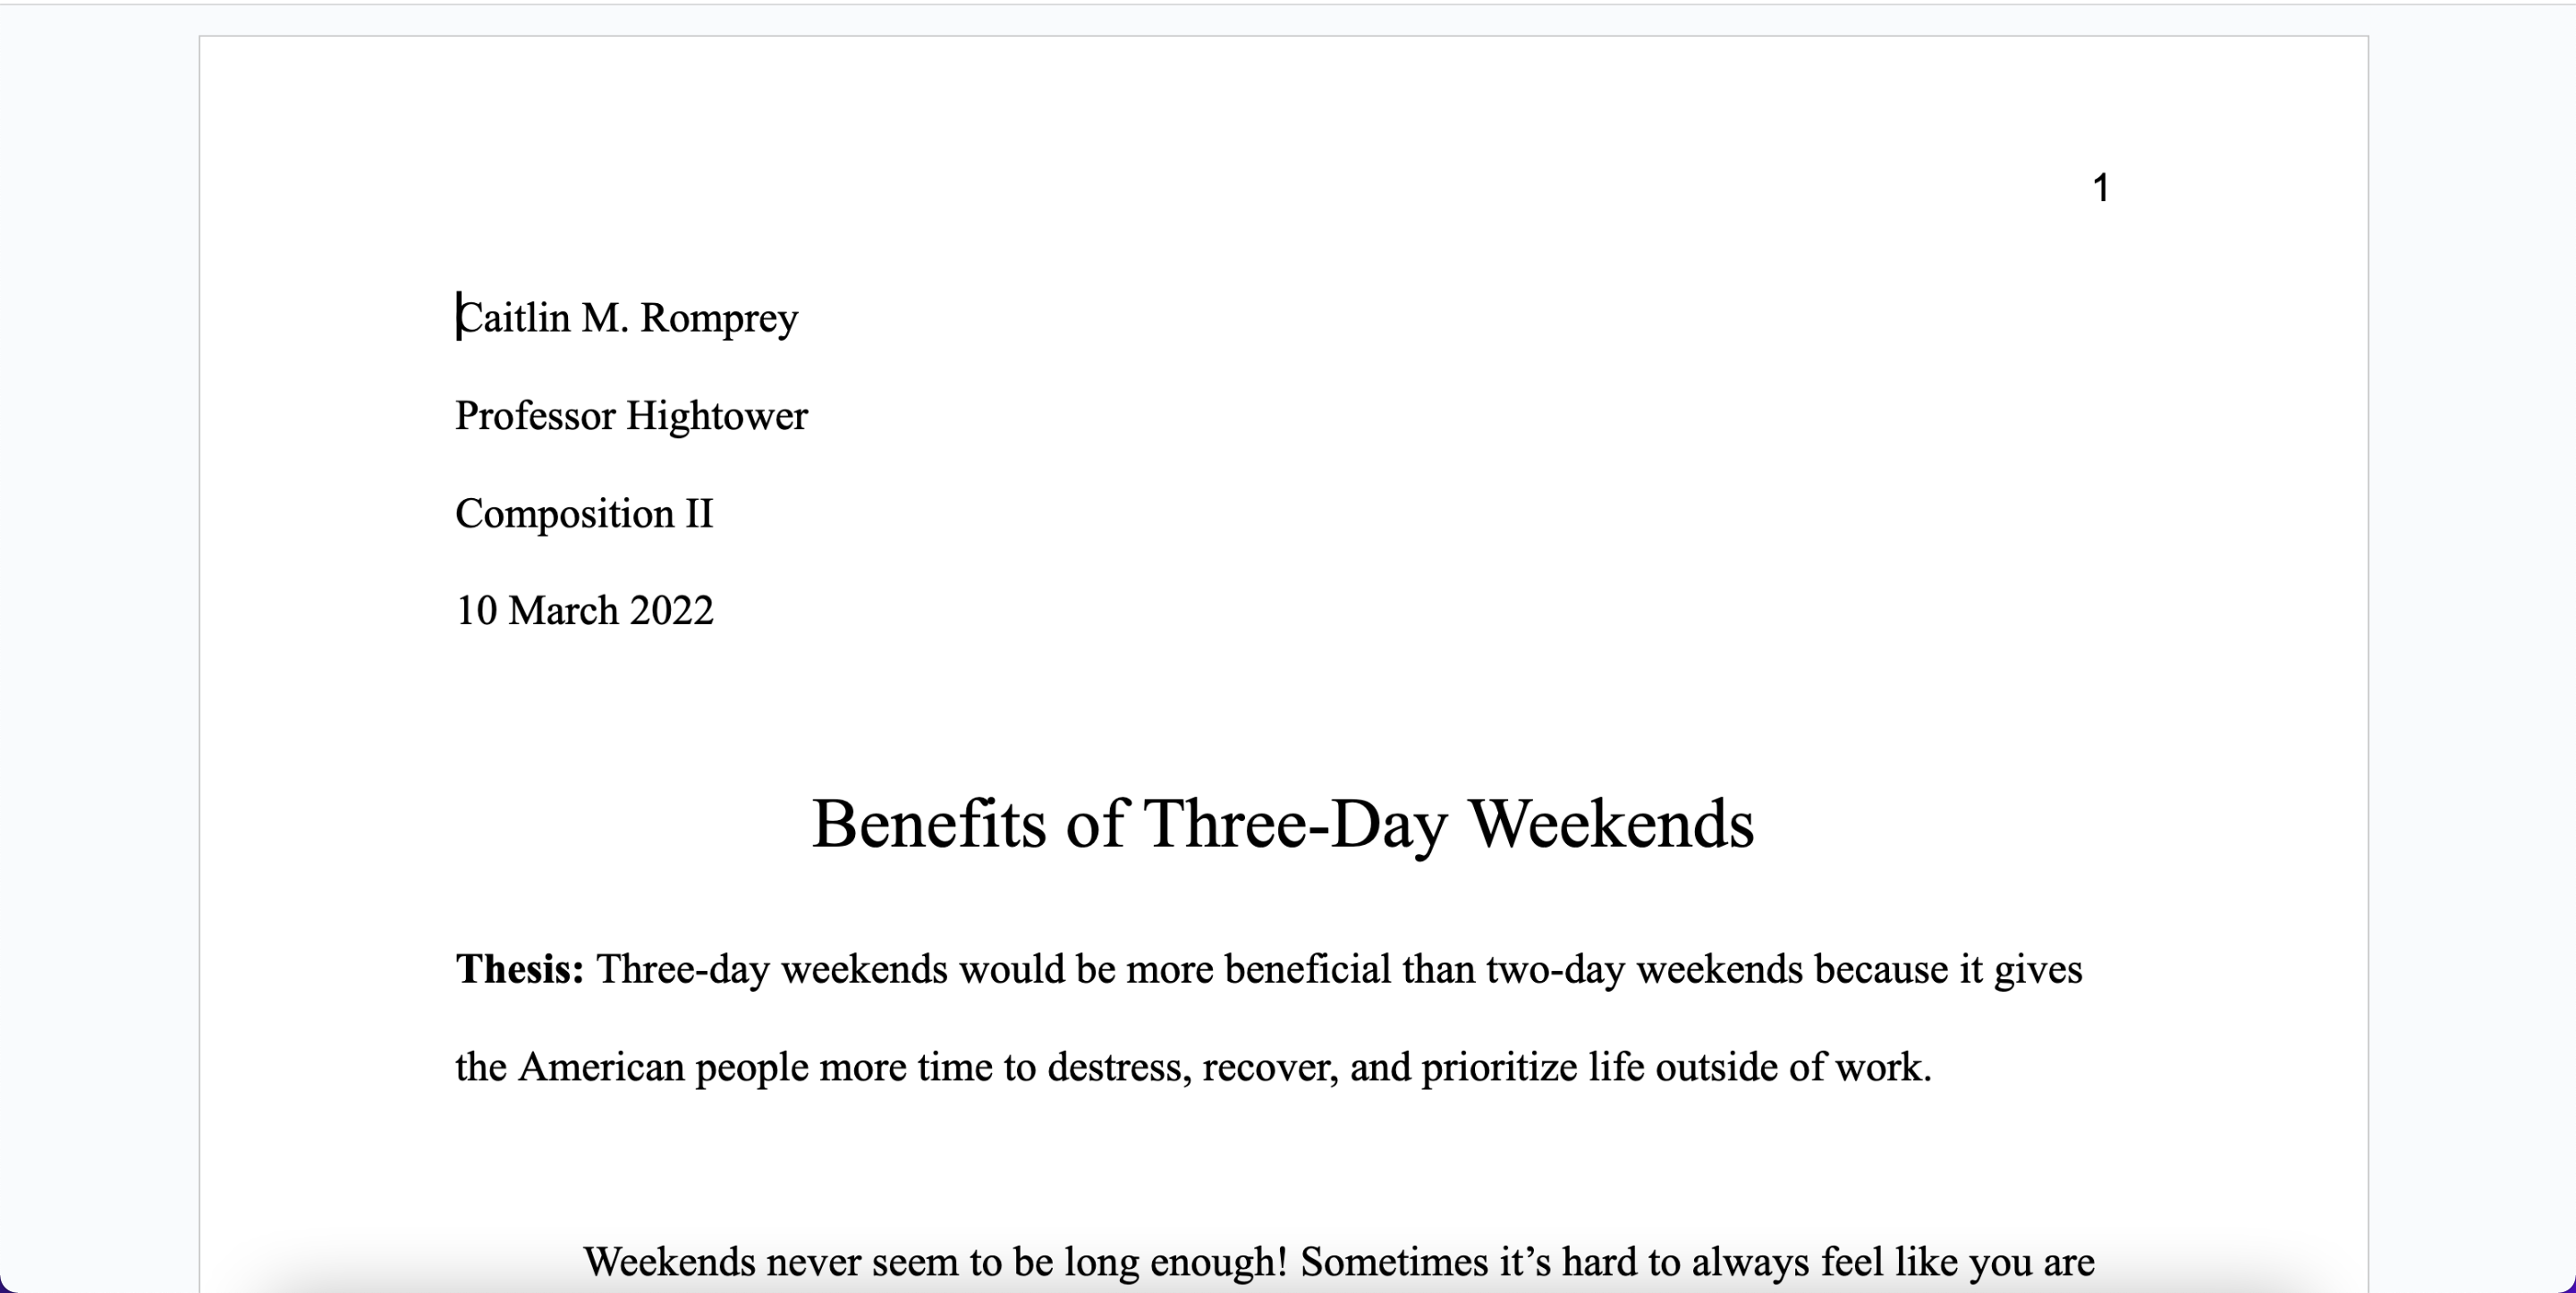 1
Caitlin M. Romprey
Professor Hightower
Composition II
10 March 2022
Benefits of Three-Day Weekends
Thesis: Three-day weekends would be more beneficial than two-day weekends because it gives
the American people more time to destress, recover, and prioritize life outside of work.
Weekends never seem to be long enough! Sometimes it’s hard to always feel like you are